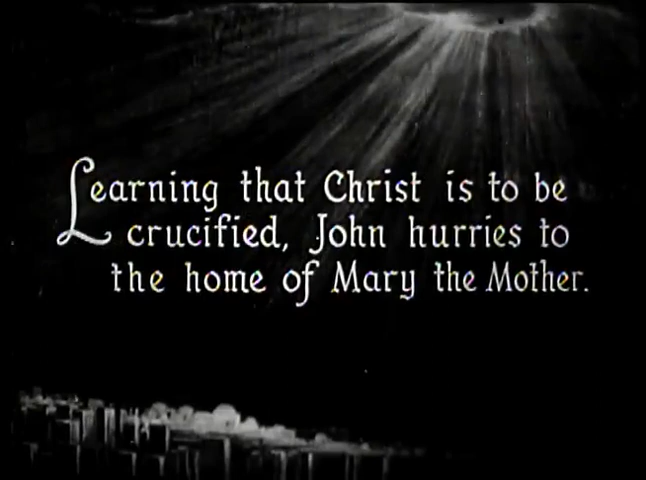 Learning that Christ is to be
crucified, John hurries to
the home of Mary the Mother.